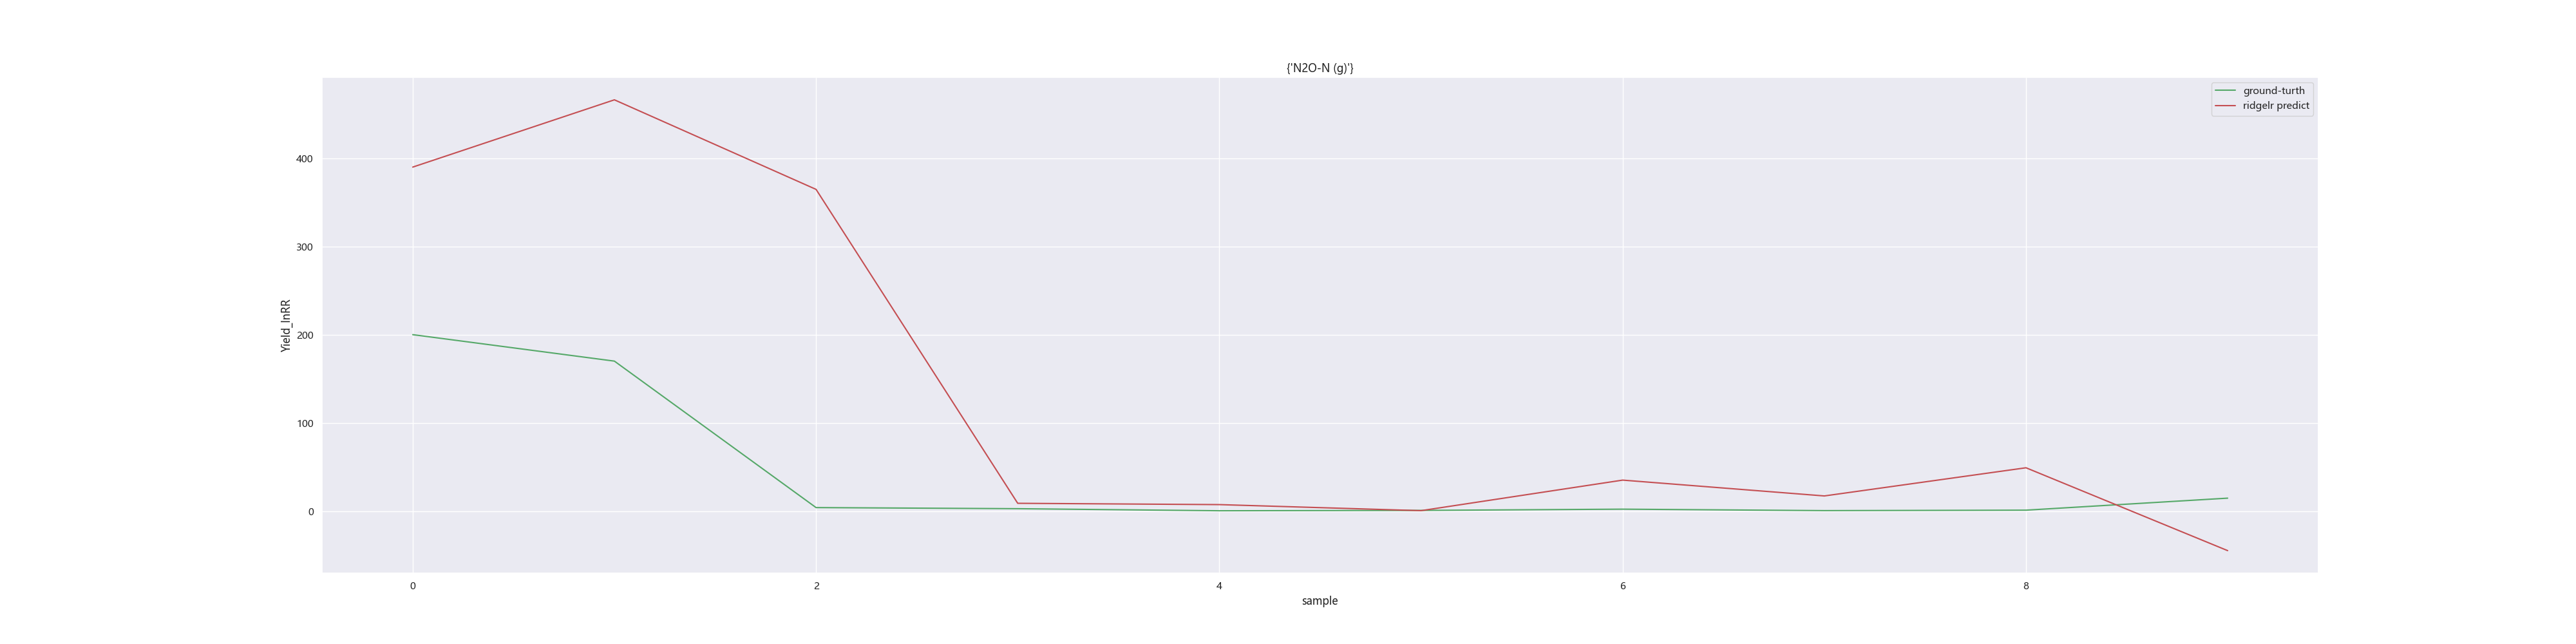 {'N2O-N (g)'}
ground-turth
ridgelr predict
400
300
200
100
0
Yield_lnRR
0 2 4 6 8
sample